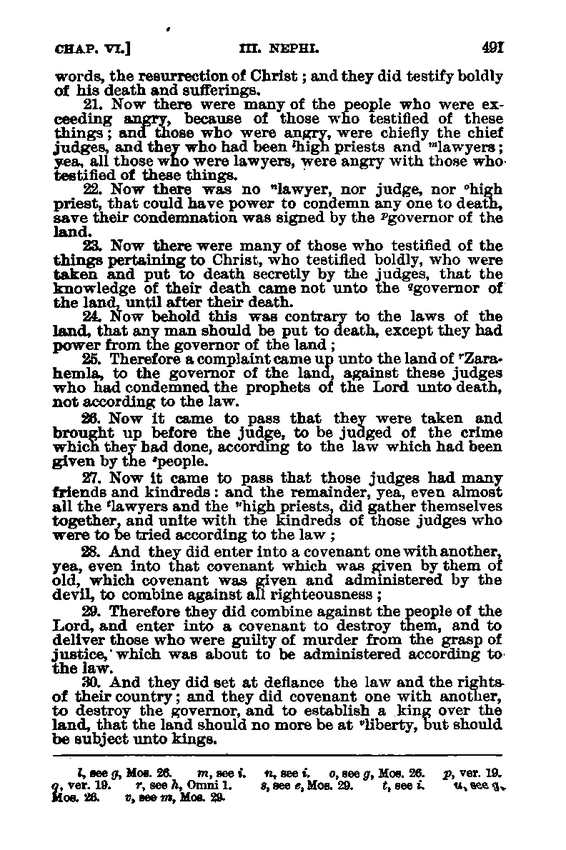 CHAP. VI.] III. NEPHI. 491
words, the resurrection of Christ; and they did testify boldly
of his death and sufferings.
21. Now there were many of the people who were ex-
ceeding angry, because of those who testified of these
things; and those who were angry, were chiefly the chief
judges, and they who had been lhigh priests and mlawyers;
yea, all those who were lawyers, were angry with those who
testified of these things.
22. Now there was no nlawyer, nor judge, nor ohigh
priest, that could have power to condemn any one to death,
save their condemnation was signed by the pgovernor of the
land.
23. Now there were many of those who testified of the
things pertaining to Christ, who testified boldly, who were
taken and put to death secretly by the judges, that the
knowledge of their death came not unto the qgovernor of
the land, until after their death.
24. Now behold this was contrary to the laws of the
land, that any man should be put to death, except they had
power from the governor of the land;
25. Therefore a complaint came up unto the land of rZara-
hemla, to the governor of the land, against these judges
who had condemned the prophets of the Lord unto death,
not according to the law.
26. Now it came to pass that they were taken and
brought up before the judge, to be judged of the crime
which they had done, according to the law which had been
given by the speople.
27. Now it came to pass that those judges had many
friends and kindreds: and the remainder, yea, even almost
all the tlawyers and the uhigh priests, did gather themselves
together, and unite with the kindreds of those judges who
were to be tried according to the law;
28. And they did enter into a covenant one with another,
yea, even into that covenant which was given by them of
old, which covenant was given and administered by the
devil, to combine against all righteousness;
29. Therefore they did combine against the people of the
Lord, and enter into a covenant to destroy them, and to
deliver those who were guilty of murder from the grasp of
justice, which was about to be administered according to
the law.
30. And they did set at defiance the law and the rights
of their country; and they did covenant one with another,
to destroy the governor, and to establish a king over the
land, that the land should no more be at vliberty, but should
be subject unto kings.
l, see g, Mos. 26. m, see i. n, see i. o, see g, Mos. 26. p, ver. 19.
q, ver. 19. r, see h, Omni 1. s, see e, Mos. 29. t, see i. u, see g,
Mos. 26. v, see m, Mos. 29.